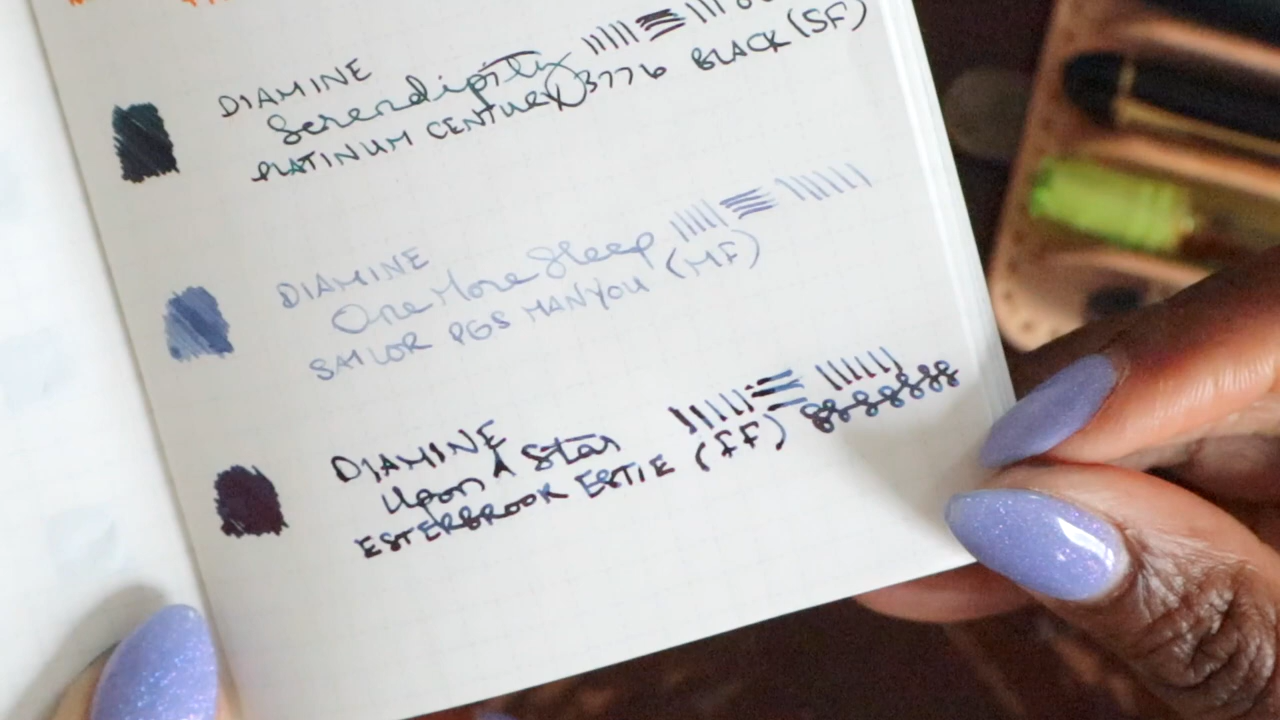 DIAMINE
Serendipity
PLATINUM CENTURY 3776 BLACK (SF)
DIAMINE
One More Sleep
SAILOR PGS MANYOU (MF)
DIAMINE
Upon A Star
ESTERBROOK ESTIE (FF)